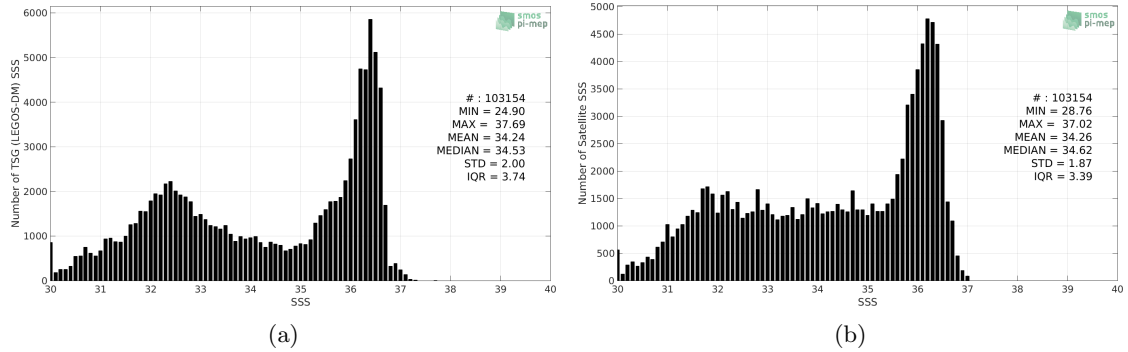 smos
pi-mep
6000
5000
4000
3000
2000
1000
0
Number of TSG (LEGOS-DM) SSS
# : 103154
MIN = 24.90
MAX = 37.69
MEAN = 34.24
MEDIAN = 34.53
STD = 2.00
IQR = 3.74
30 31 32 33 34 35 36 37 38 39 40
SSS
(a)
smos
pi-mep
5000
4500
4000
3500
3000
2500
2000
1500
1000
500
0
Number of Satellite SSS
# : 103154
MIN = 28.76
MAX = 37.02
MEAN = 34.26
MEDIAN = 34.62
STD = 1.87
IQR = 3.39
30 31 32 33 34 35 36 37 38 39 40
SSS
(b)